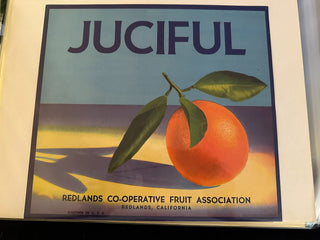 JUCIFUL
REDLANDS CO-OPERATIVE FRUIT ASSOCIATION
REDLANDS, CALIFORNIA